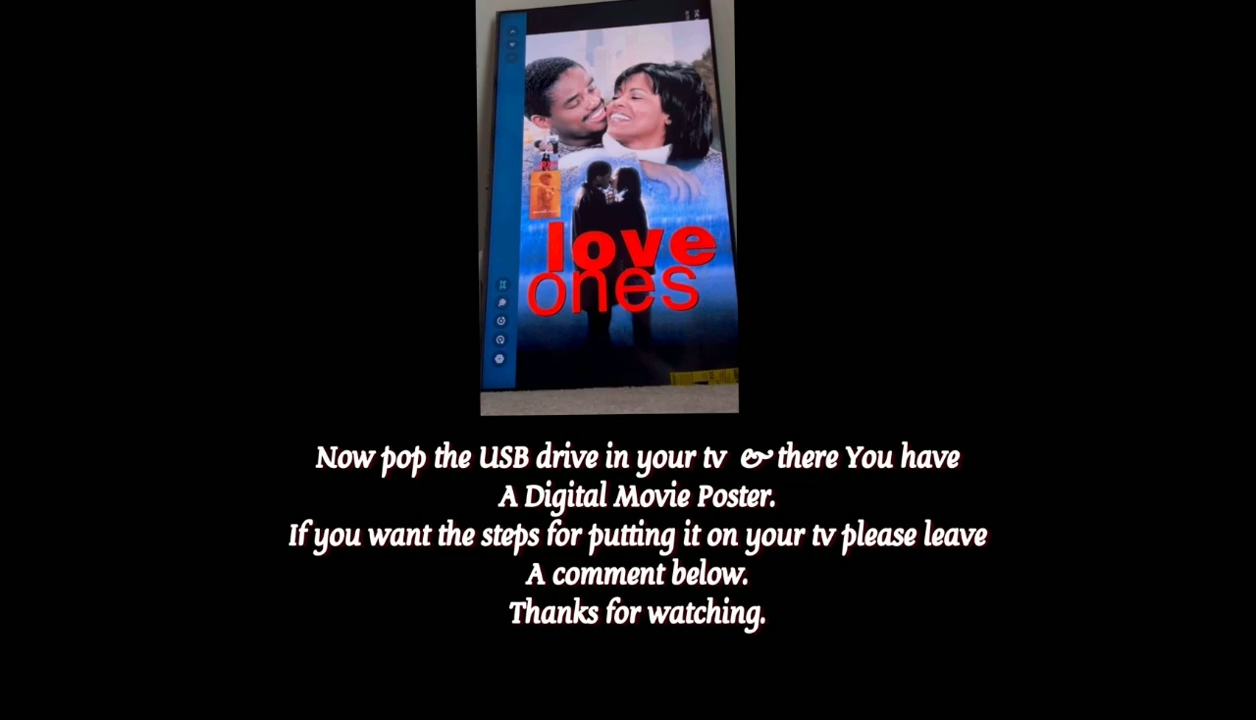 love
ones
Now pop the USB drive in your tv & there You have
A Digital Movie Poster.
If you want the steps for putting it on your tv please leave
A comment below.
Thanks for watching.